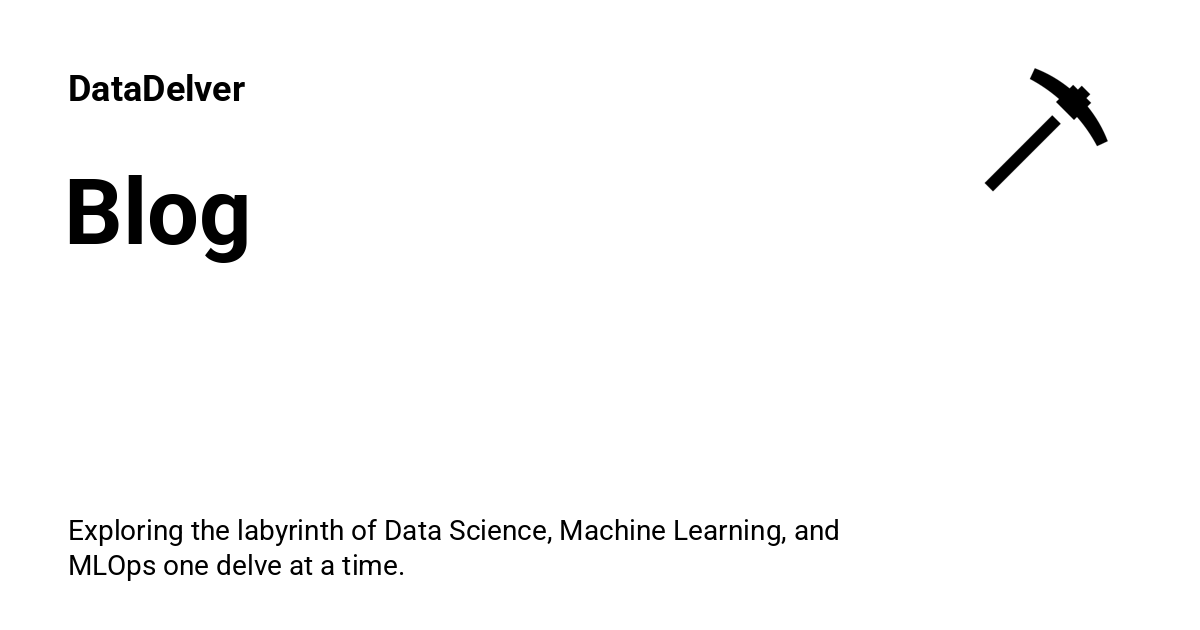 DataDelver
Blog
Exploring the labyrinth of Data Science, Machine Learning, and
MLOps one delve at a time.